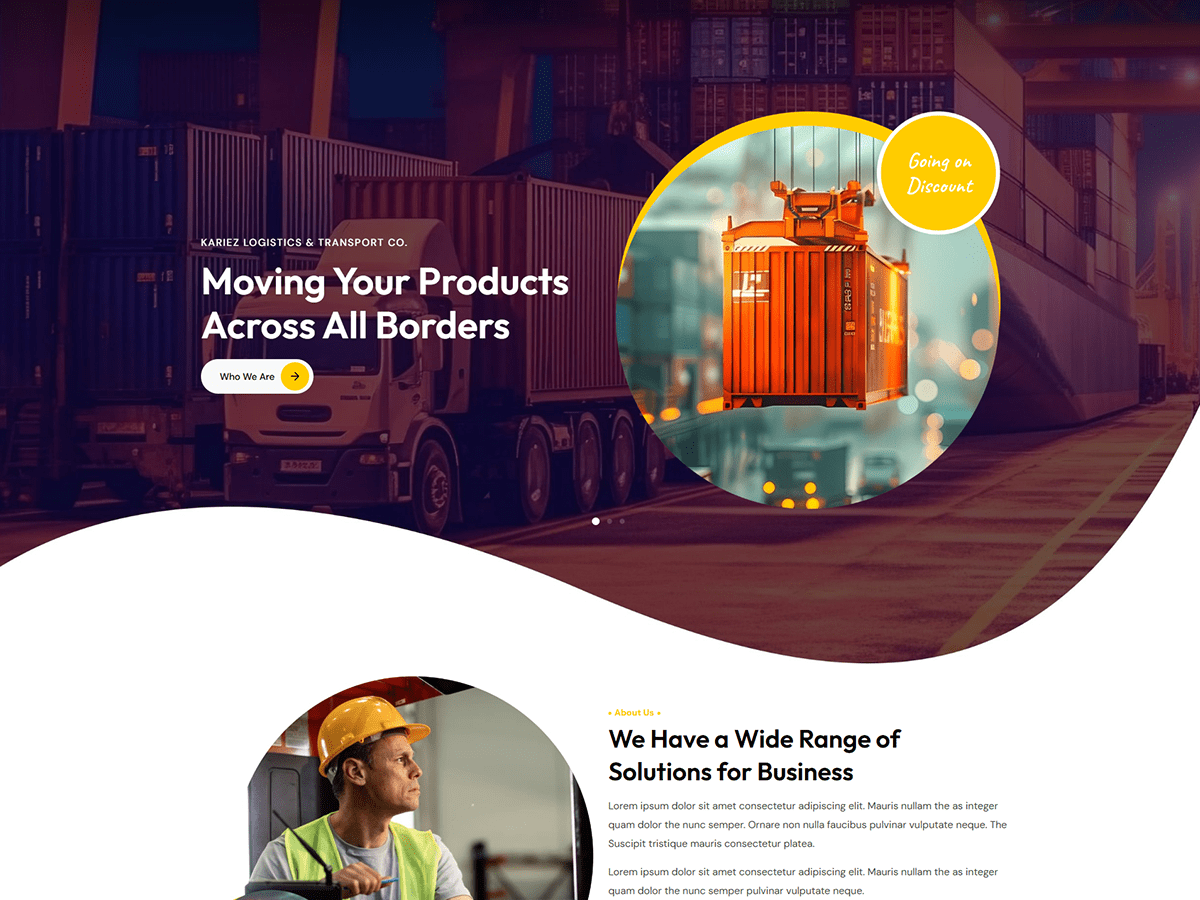 KARIEZ LOGISTICS & TRANSPORT CO.
Moving Your Products
Across All Borders
Who We Are
Going on
Discount
About Us
We Have a Wide Range of
Solutions for Business
Lorem ipsum dolor sit amet consectetur adipiscing elit. Mauris nullam the as integer
quam dolor the nunc semper. Ornare non nulla faucibus pulvinar vulputate neque. The
Suscipit tristique mauris consectetur platea.
Lorem ipsum dolor sit amet consectetur adipiscing elit. Mauris nullam the as integer
quam dolor the nunc semper pulvinar vulputate neque.